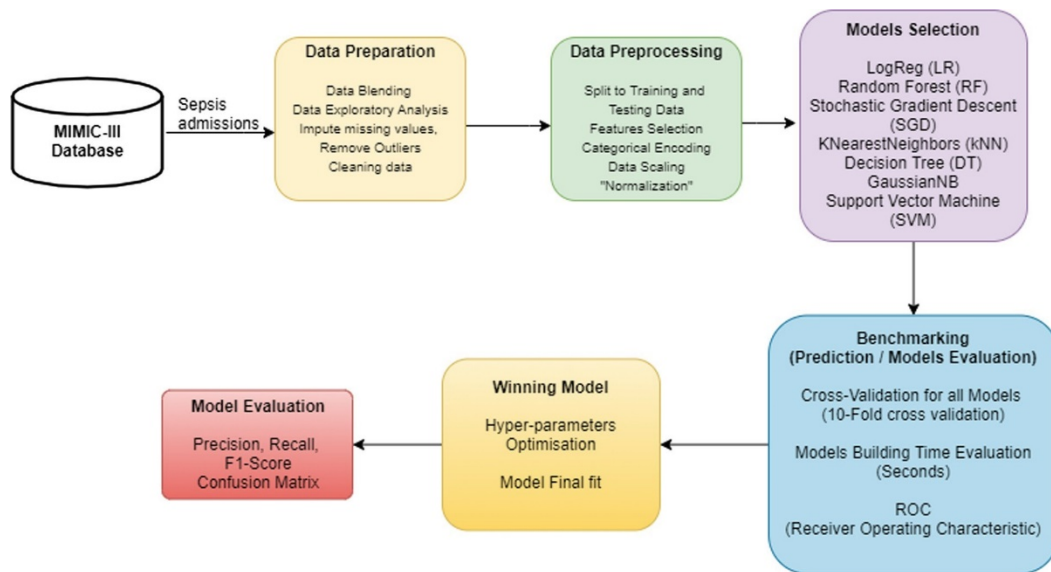 MIMIC-III
Database
Sepsis
admissions
Data Preparation
Data Blending
Data Exploratory Analysis
Impute missing values,
Remove Outliers
Cleaning data
Data Preprocessing
Split to Training and
Testing Data
Features Selection
Categorical Encoding
Data Scaling
"Normalization"
Models Selection
LogReg (LR)
Random Forest (RF)
Stochastic Gradient Descent
(SGD)
KNearestNeighbors (kNN)
Decision Tree (DT)
GaussianNB
Support Vector Machine
(SVM)
Benchmarking
(Prediction / Models Evaluation)
Cross-Validation for all Models
(10-Fold cross validation)
Models Building Time Evaluation
(Seconds)
ROC
(Receiver Operating Characteristic)
Winning Model
Hyper-parameters
Optimisation
Model Final fit
Model Evaluation
Precision, Recall,
F1-Score
Confusion Matrix